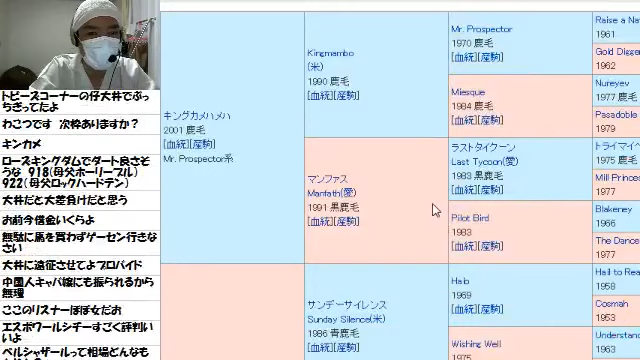 トビーズコーナーの仔大井でぶっ
ちぎってたよ
わこつです 次枠ありますか？
キンカメ
ローズキングダムでダート良さそ
うな 918(母父ホーリーブル)
922(母父ロックハードテン)
大井だと大差負けだと思う
お前今借金いくらよ
無駄に馬を買わずゲーセン行きな
さい
大井に遠征させてよプロバイド
中国人キャバ嬢にも振られるから
無理
ここのリスナーほぼ女だお
エスポワールシチーすごく評判い
いよ
ベルシャザールって相場どんなも
キングカメハメハ
2001 鹿毛
[血統][産駒]
Mr. Prospector系
Kingmambo
(米)
1990 鹿毛
[血統][産駒]
マンファス
Manfath(愛)
1991 黒鹿毛
[血統][産駒]
サンデーサイレンス
Sunday Silence(米)
1986 青鹿毛
[血統][産駒]
Mr. Prospector
1970 鹿毛
[血統][産駒]
Miesque
1984 鹿毛
[血統][産駒]
ラストタイクーン
Last Tycoon(愛)
1983 黒鹿毛
[血統][産駒]
Pilot Bird
1983
[血統][産駒]
Halo
1969
[血統][産駒]
Wishing Well
1975
Raise a Na
1961
Gold Digger
1962
Nureyev
1977 鹿毛
Pasadoble
1979
トライマイベ
1975 鹿毛
Mill Princes
1977
Blakeney
1966
The Dance
1977
Hail to Rea
1958
Cosmah
1953
Understan
1963